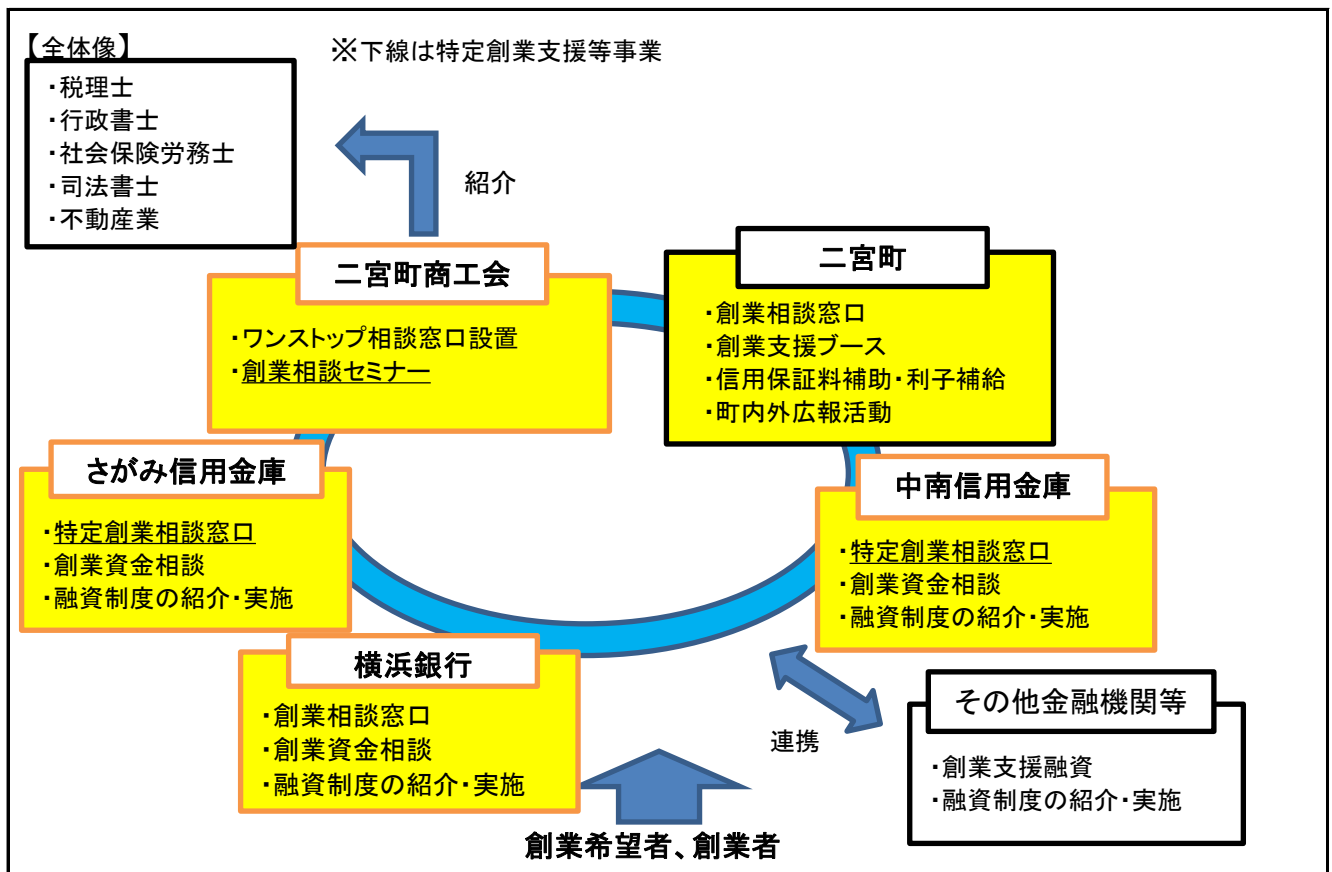 【全体像】
※下線は特定創業支援等事業
・税理士
・行政書士
・社会保険労務士
・司法書士
・不動産業
紹介
二宮町商工会
・ワンストップ相談窓口設置
・創業相談セミナー
二宮町
・創業相談窓口
・創業支援ブース
・信用保証料補助・利子補給
・町内外広報活動
さがみ信用金庫
・特定創業相談窓口
・創業資金相談
・融資制度の紹介・実施
中南信用金庫
・特定創業相談窓口
・創業資金相談
・融資制度の紹介・実施
横浜銀行
・創業相談窓口
・創業資金相談
・融資制度の紹介・実施
連携
その他金融機関等
・創業支援融資
・融資制度の紹介・実施
創業希望者、創業者